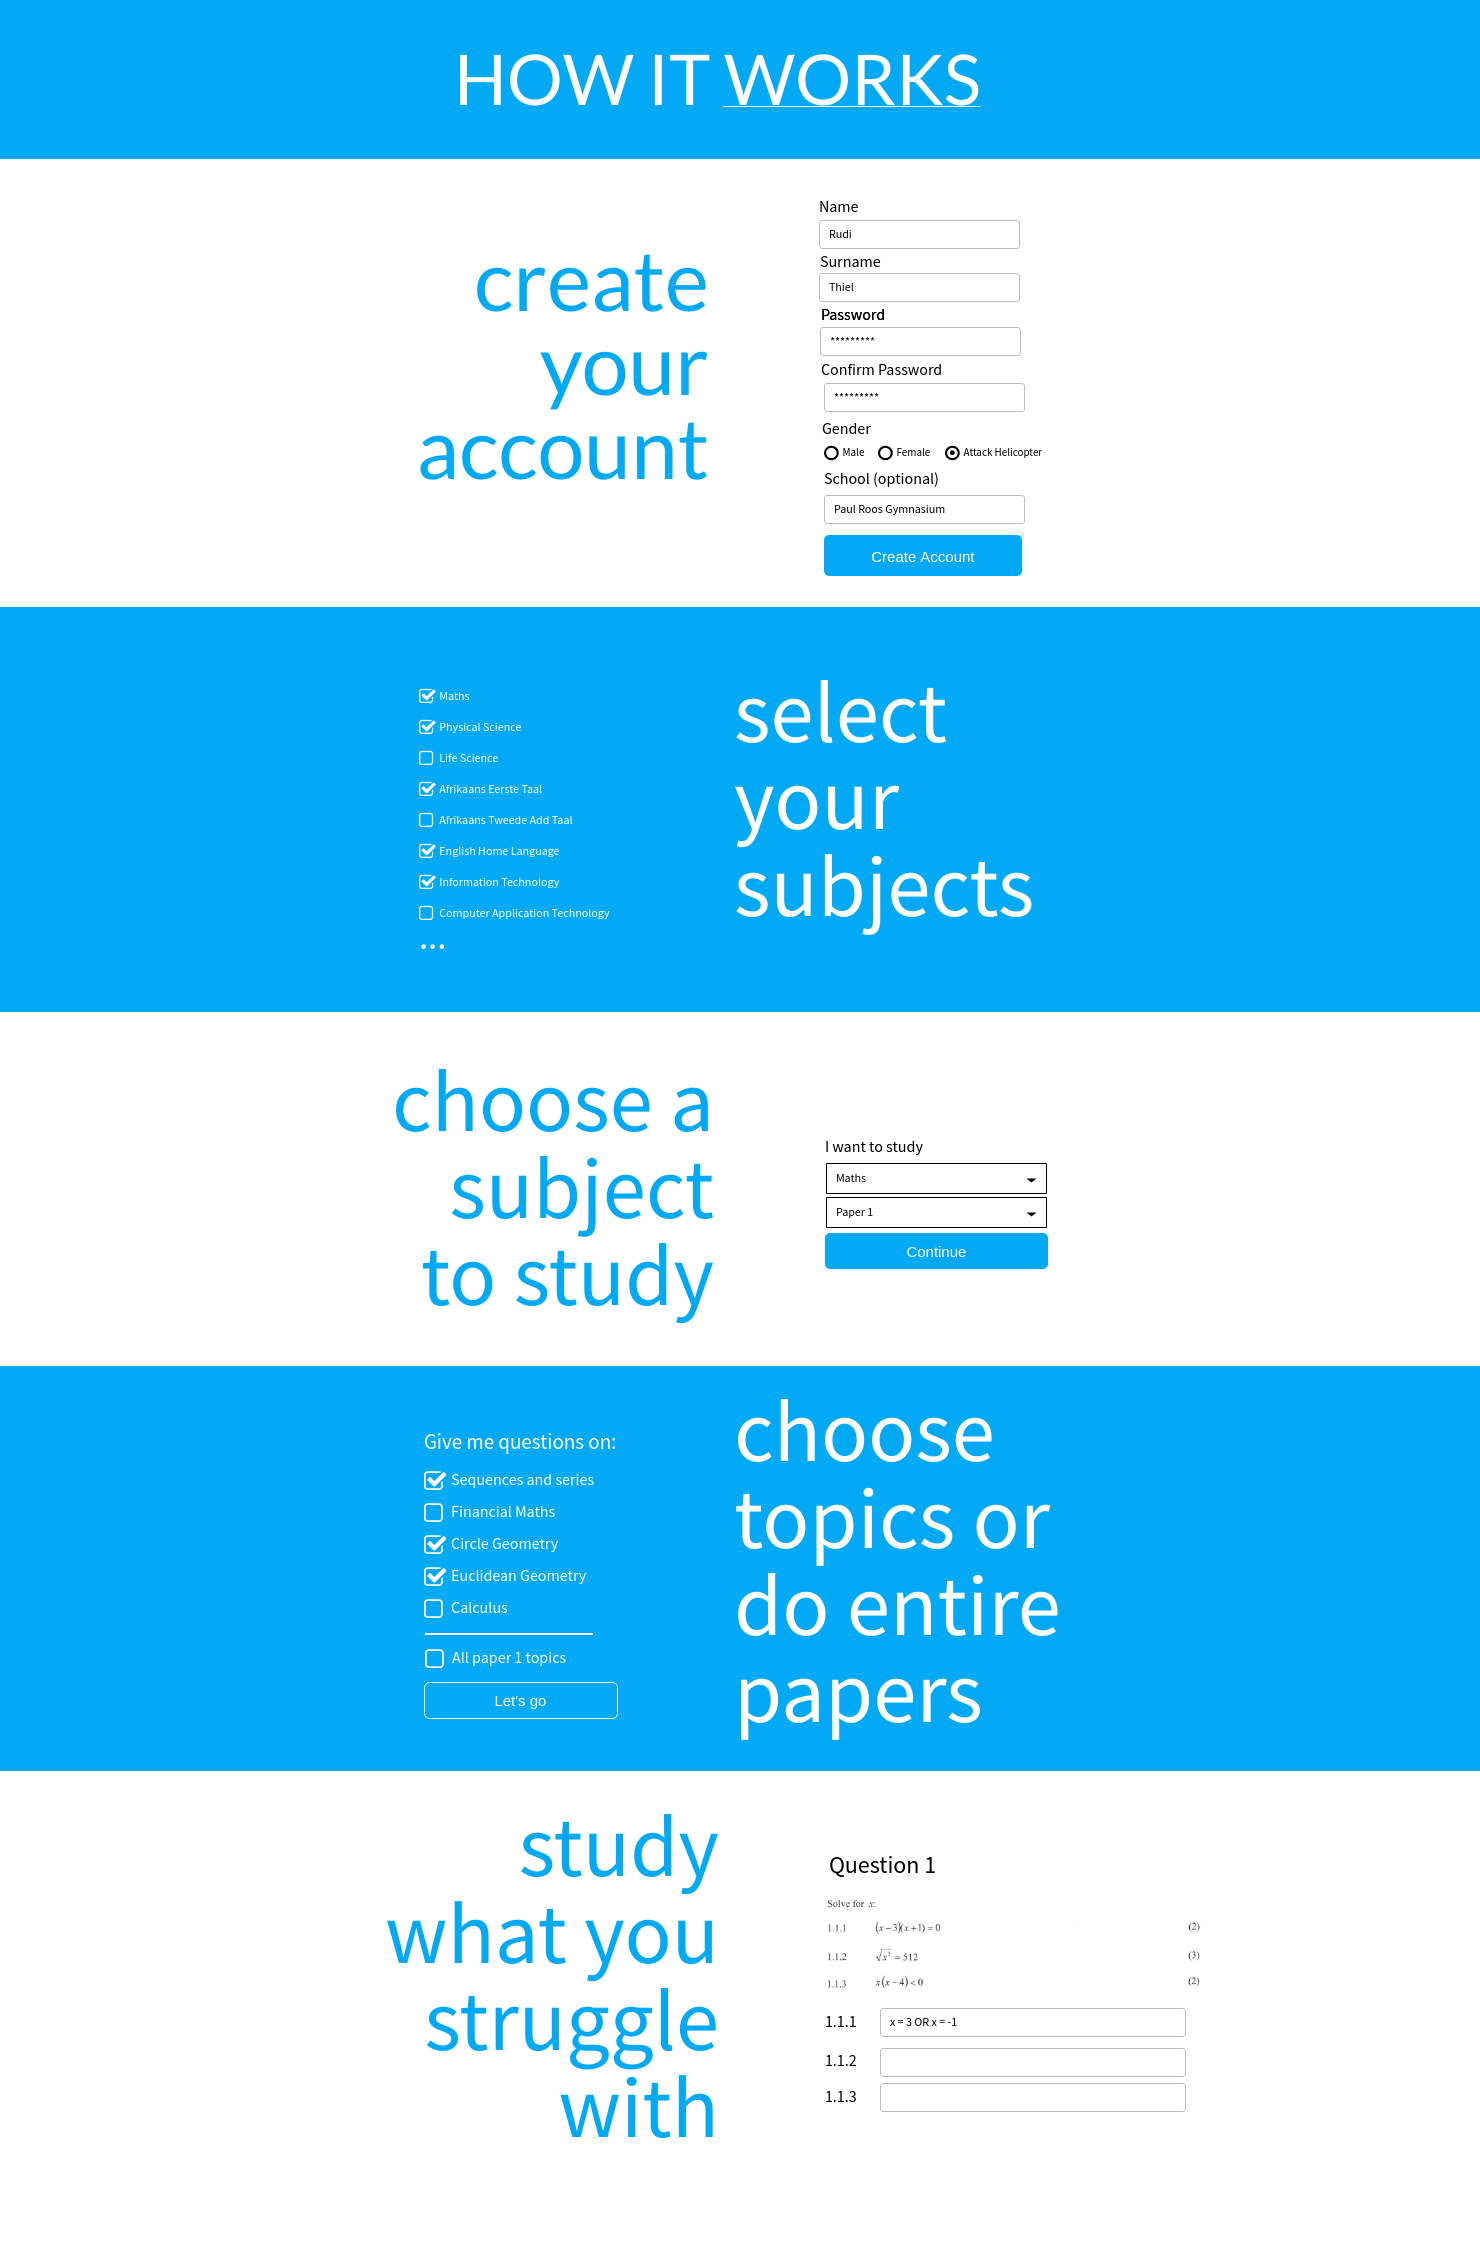 HOW IT WORKS
create
your
account
Name
Rudi
Surname
Thiel
Password
*********
Confirm Password
*********
Gender
Male Female Attack Helicopter
School (optional)
Paul Roos Gymnasium
Create Account
Maths
Physical Science
Life Science
Afrikaans Eerste Taal
Afrikaans Tweede Add Taal
English Home Language
Information Technology
Computer Application Technology
...
select
your
subjects
choose a
subject
to study
I want to study
Maths
Paper 1
Continue
Give me questions on:
Sequences and series
Financial Maths
Circle Geometry
Euclidean Geometry
Calculus
All paper 1 topics
Let's go
choose
topics or
do entire
papers
study
what you
struggle
with
Question 1
Solve for x:
1.1.1 (x – 3)(x + 1) = 0 (2)
1.1.2 √x³ = 512 (3)
1.1.3 x(x – 4) < 0 (2)
1.1.1 x = 3 OR x = -1
1.1.2
1.1.3